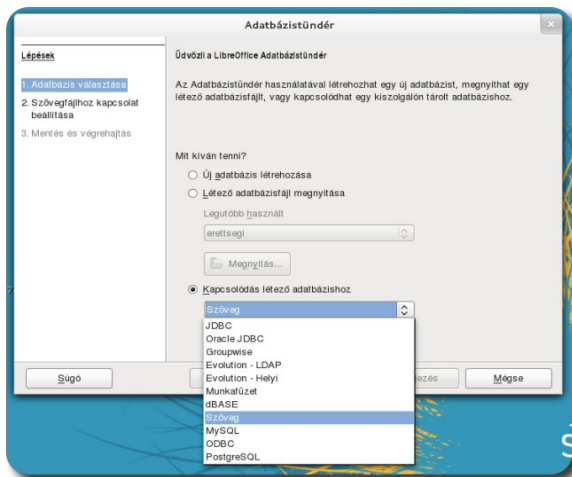 Adatbázistündér
Lépések
1. Adatbázis választása
2. Szövegfájlhoz kapcsolat
beállítása
3. Mentés és végrehajtás
Üdvözli a LibreOffice Adatbázistündér
Az Adatbázistündér használatával létrehozhat egy új adatbázist, megnyithat egy
létező adatbázisfájlt, vagy kapcsolódhat egy kiszolgálón tárolt adatbázishoz.
Mit kíván tenni?
Új adatbázis létrehozása
Létező adatbázisfájl megnyitása
Legutóbb használt
erettsegi
Megnyitás...
Kapcsolódás létező adatbázishoz
Szöveg
JDBC
Oracle JDBC
Groupwise
Evolution - LDAP
Evolution - Helyi
Munkafüzet
dBASE
Szöveg
MySQL
ODBC
PostgreSQL
Súgó
Mégse